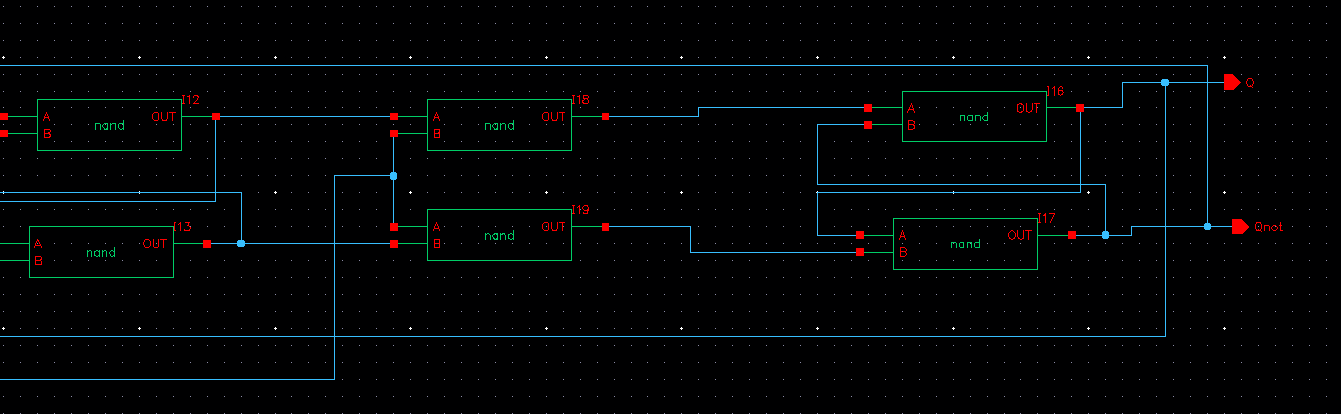 I12
A nand OUT
B
I18
A nand OUT
B
I16
A nand OUT
B
Q
I13
A nand OUT
B
I19
A nand OUT
B
I17
A nand OUT
B
Qnot